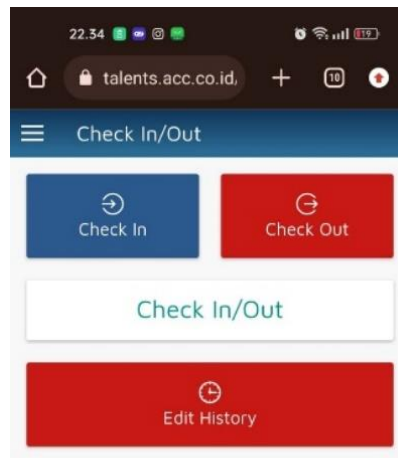 22.34
819
talents.acc.co.id/
10
Check In/Out
Check In
Check Out
Check In/Out
Edit History